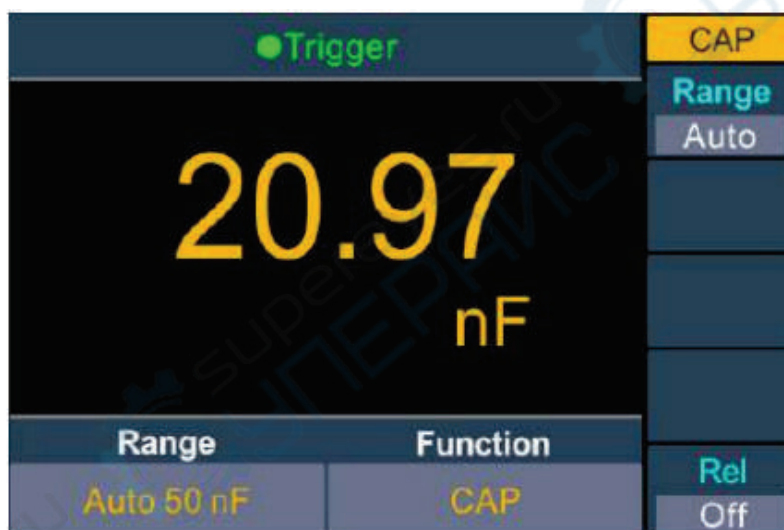 Trigger
CAP
Range
Auto
20.97
nF
Range
Function
Auto 50 nF
CAP
Rel
Off